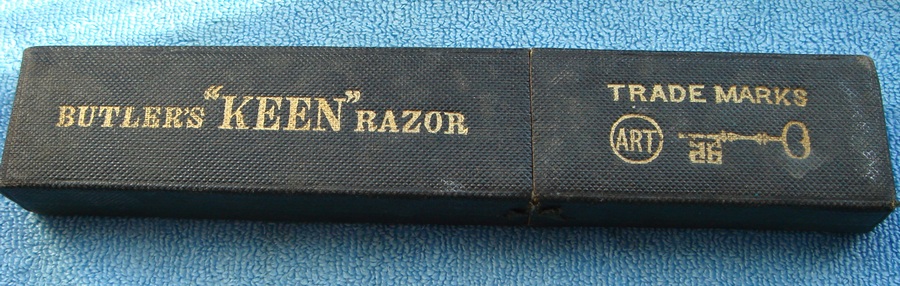 BUTLER'S “KEEN” RAZOR
TRADE MARKS
ART